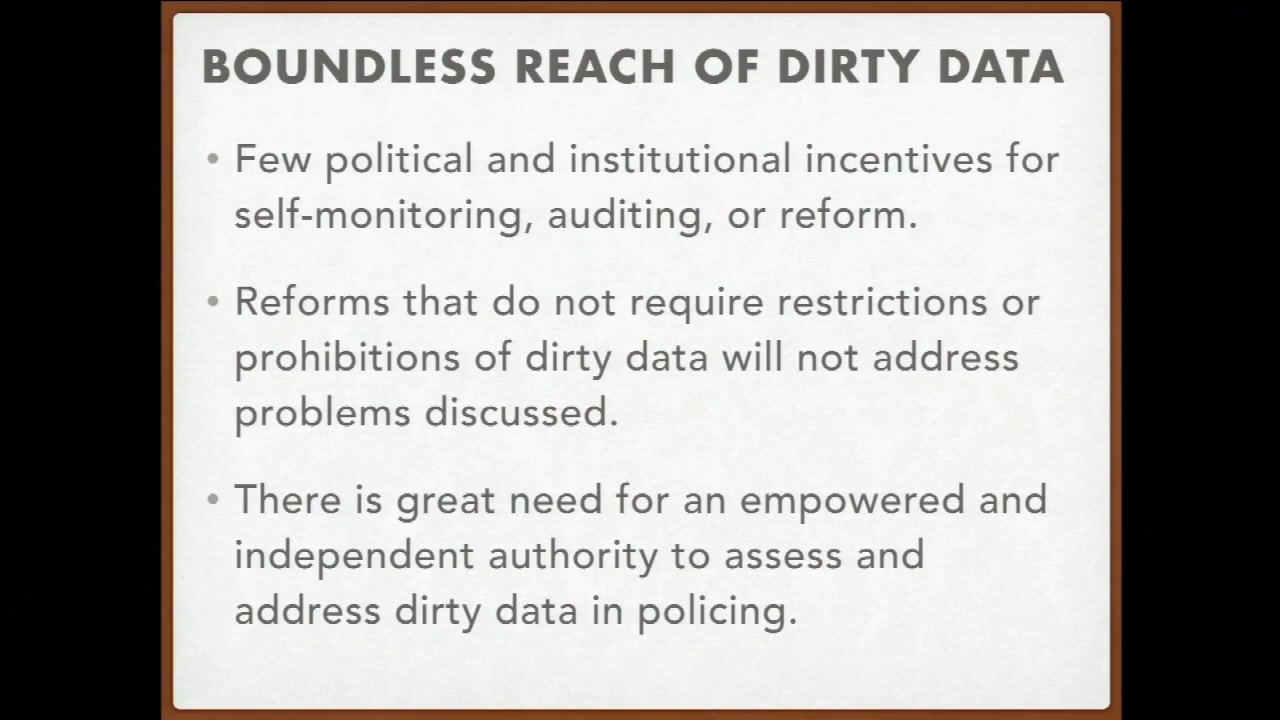 BOUNDLESS REACH OF DIRTY DATA
• Few political and institutional incentives for
self-monitoring, auditing, or reform.
• Reforms that do not require restrictions or
prohibitions of dirty data will not address
problems discussed.
• There is great need for an empowered and
independent authority to assess and
address dirty data in policing.